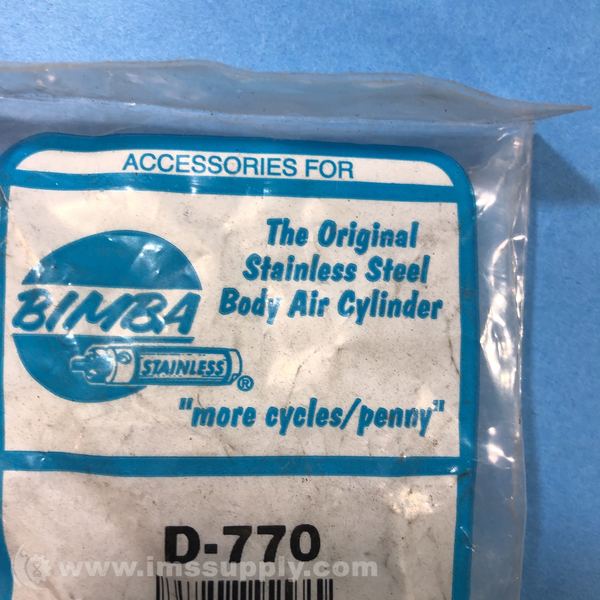 ACCESSORIES FOR
The Original
Stainless Steel
Body Air Cylinder
BIMBA
STAINLESS
®
"more cycles/penny"
D-770
www.imssupply.com